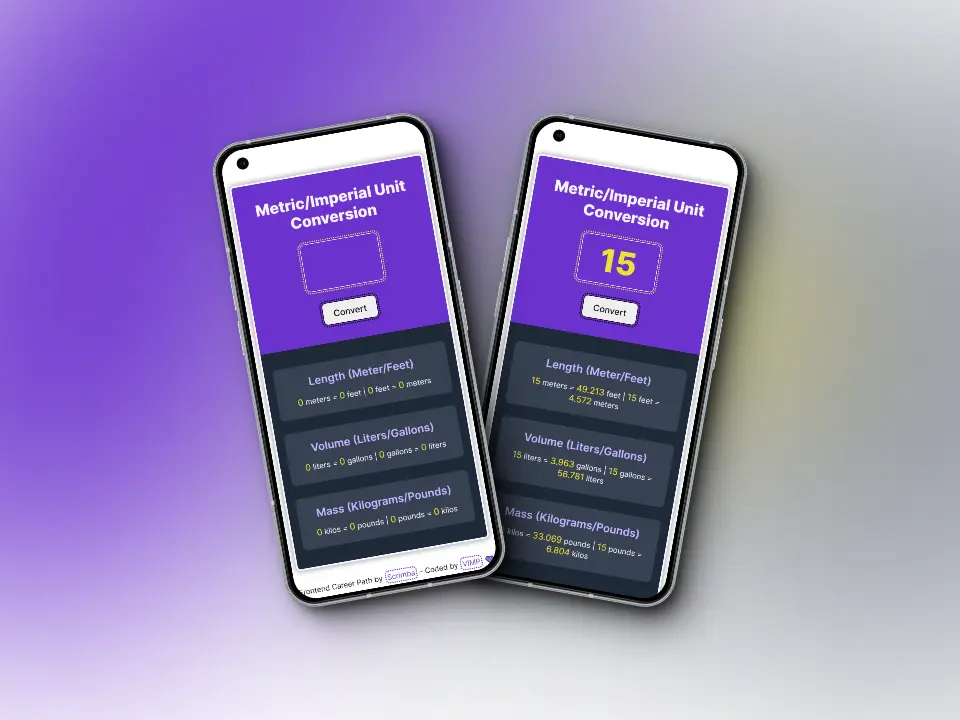 Metric/Imperial Unit
Conversion
Convert
Length (Meter/Feet)
0 meters = 0 feet | 0 feet = 0 meters
Volume (Liters/Gallons)
0 liters = 0 gallons | 0 gallons = 0 liters
Mass (Kilograms/Pounds)
0 kilos = 0 pounds | 0 pounds = 0 kilos
Frontend Career Path by Scrimba - Coded by VIMP 💜
Metric/Imperial Unit
Conversion
15
Convert
Length (Meter/Feet)
15 meters = 49.213 feet | 15 feet =
4.572 meters
Volume (Liters/Gallons)
15 liters = 3.963 gallons | 15 gallons =
56.781 liters
Mass (Kilograms/Pounds)
kilos = 33.069 pounds | 15 pounds =
6.804 kilos